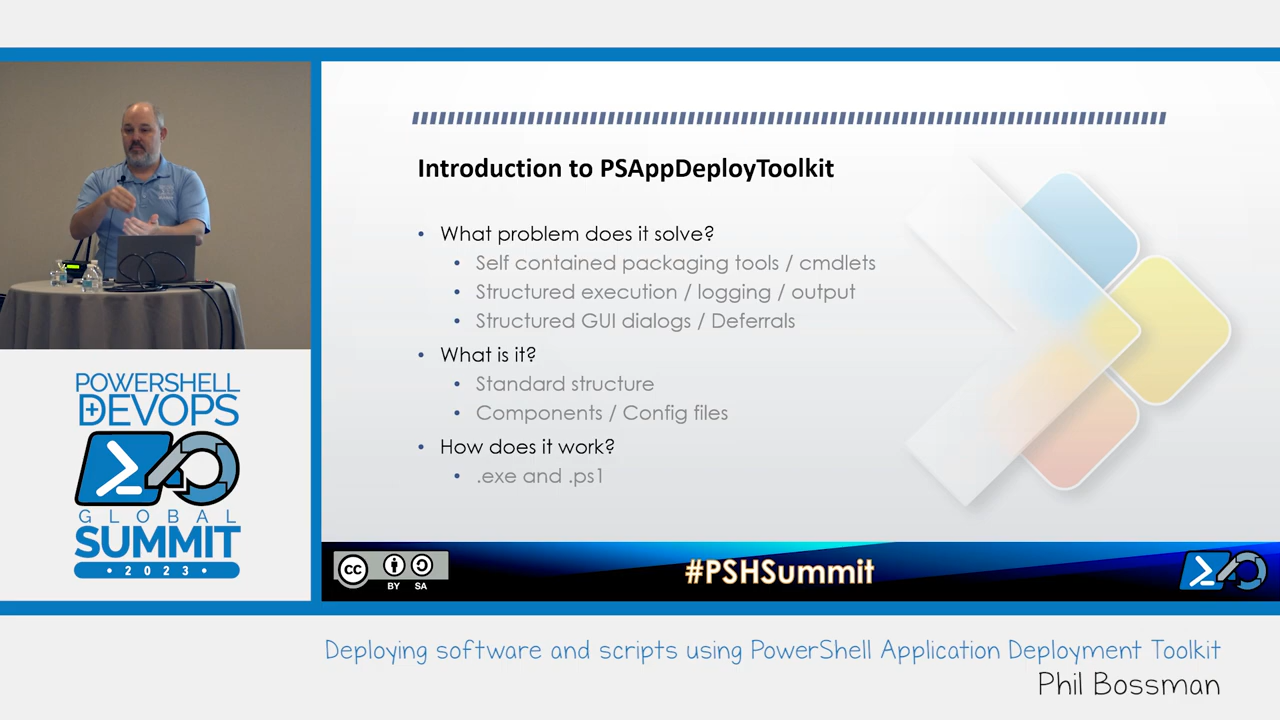 Introduction to PSAppDeployToolkit
• What problem does it solve?
• Self contained packaging tools / cmdlets
• Structured execution / logging / output
• Structured GUI dialogs / Deferrals
• What is it?
• Standard structure
• Components / Config files
• How does it work?
• .exe and .ps1
POWERSHELL
+DEVOPS
GLOBAL
SUMMIT
• 2023 •
CC
BY SA
#PSHSummit
Deploying software and scripts using PowerShell Application Deployment Toolkit
Phil Bossman